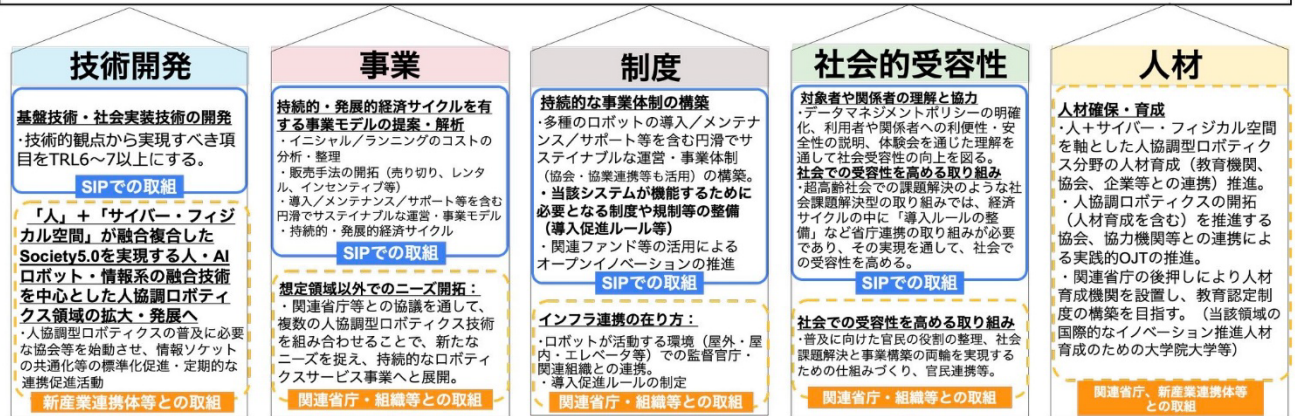 技術開発
基盤技術・社会実装技術の開発
・技術的観点から実現すべき項
目をTRL6〜7以上にする。
SIPでの取組
「人」＋「サイバー・フィジ
カル空間」が融合複合した
Society5.0を実現する人・AI
ロボット・情報系の融合技術
を中心とした人協調ロボティ
クス領域の拡大・発展へ
・人協調型ロボティクスの普及に必要
な協会等を始動させ、情報ソケット
の共通化等の標準化促進・定期的な
連携促進活動
新産業連携体等との取組
事業
持続的・発展的経済サイクルを有
する事業モデルの提案・解析
・イニシャル／ランニングのコストの
分析・整理
・販売手法の開拓（売り切り、レンタ
ル、インセンティブ等）
・導入／メンテナンス／サポート等を含む
円滑でサステイナブルな運営・事業モデル
・持続的・発展的経済サイクル
SIPでの取組
想定領域以外でのニーズ開拓：
・関連省庁等との協議を通して、
複数の人協調型ロボティクス技術
を組み合わせることで、新たな
ニーズを捉え、持続的なロボティ
クスサービス事業へと展開。
関連省庁・組織等との取組
制度
持続的な事業体制の構築
・多種のロボットの導入／メンテナ
ンス／サポート等を含む円滑でサ
ステイナブルな運営・事業体制
（協会・協業連携等も活用）の構築。
・当該システムが機能するために
必要となる制度や規制等の整備
（導入促進ルール等）
・関連ファンド等の活用による
オープンイノベーションの推進
SIPでの取組
インフラ連携の在り方：
・ロボットが活動する環境（屋外・屋
内・エレベータ等）での監督官庁・
関連組織との連携。
・導入促進ルールの制定
関連省庁・組織等との取組
社会的受容性
対象者や関係者の理解と協力
・データマネジメントポリシーの明確
化、利用者や関係者への利便性・安
全性の説明、体験会を通じた理解を
通して社会受容性の向上を図る。
社会での受容性を高める取り組み
・超高齢社会での課題解決のような社
会課題解決型の取り組みでは、経済
サイクルの中に「導入ルールの整
備」など省庁連携の取り組みが必要
であり、その実現を通して、社会で
の受容性を高める。
SIPでの取組
社会での受容性を高める取り組み
・普及に向けた官民の役割の整理、社会
課題解決と事業構築の両輪を実現する
ための仕組みづくり、官民連携等。
関連省庁・組織等との取組
人材
人材確保・育成
・人＋サイバー・フィジカル空間
を軸とした人協調型ロボティク
ス分野の人材育成（教育機関、
協会、企業等との連携）推進。
・人協調ロボティクスの開拓
（人材育成を含む）を推進する
協会、協力機関等との連携によ
る実践的OJTの推進。
・関連省庁の後押しにより人材
育成機関を設置し、教育認定制
度の構築を目指す。（当該領域の
国際的なイノベーション推進人材
育成のための大学院大学等）
関連省庁、新産業連携体等
との取組